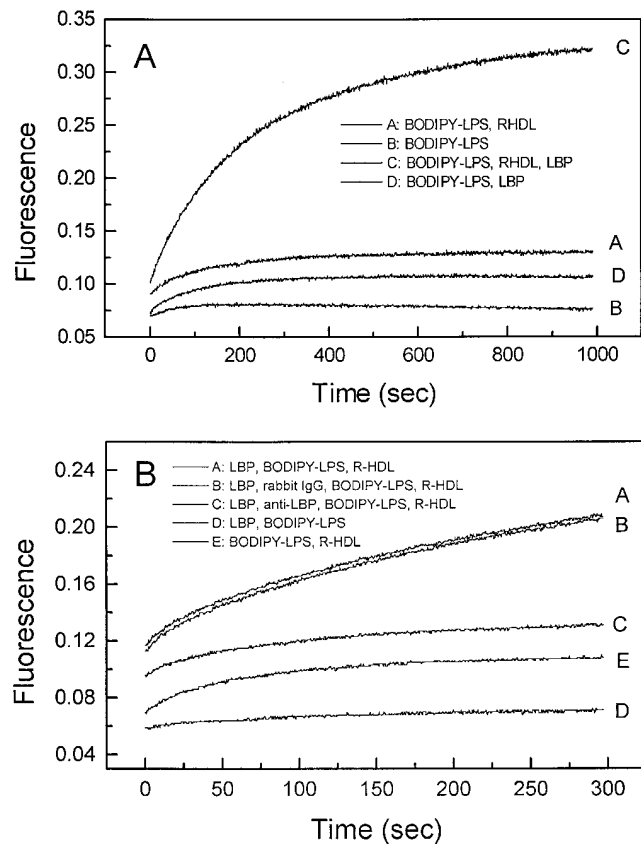 A
C
A: BODIPY-LPS, RHDL
B: BODIPY-LPS
C: BODIPY-LPS, RHDL, LBP
D: BODIPY-LPS, LBP
A
D
B
Fluorescence
0.35
0.30
0.25
0.20
0.15
0.10
0.05
0 200 400 600 800 1000
Time (sec)
B
A: LBP, BODIPY-LPS, R-HDL
B: LBP, rabbit IgG, BODIPY-LPS, R-HDL
C: LBP, anti-LBP, BODIPY-LPS, R-HDL
D: LBP, BODIPY-LPS
E: BODIPY-LPS, R-HDL
A
B
C
E
D
Fluorescence
0.24
0.20
0.16
0.12
0.08
0.04
0 50 100 150 200 250 300
Time (sec)